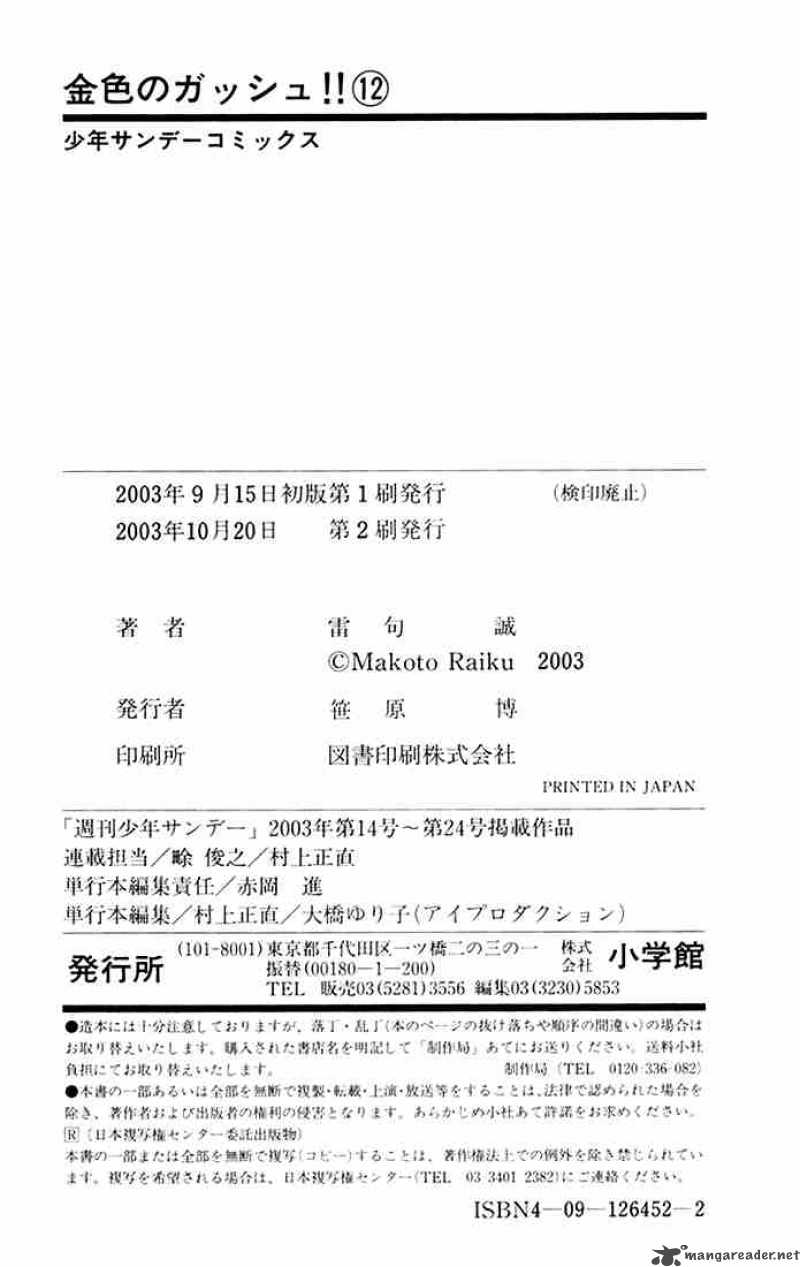 金色のガッシュ!!⑫
少年サンデーコミックス
2003年9月15日初版第1刷発行 (検印廃止)
2003年10月20日 第2刷発行
著者 雷句 誠
©Makoto Raiku 2003
発行者 笹原 博
印刷所 図書印刷株式会社
PRINTED IN JAPAN
「週刊少年サンデー」2003年第14号～第24号掲載作品
連載担当／畭 俊之／村上正直
単行本編集責任／赤岡 進
単行本編集／村上正直／大橋ゆり子(アイプロダクション)
発行所 (101-8001)東京都千代田区一ツ橋二の三の一 株式会社 小学館
振替(00180-1-200)
TEL 販売03(5281)3556 編集03(3230)5853
●造本には十分注意しておりますが、落丁・乱丁(本のページの抜け落ちや順序の間違い)の場合は
お取り替えいたします。購入された書店名を明記して「制作局」あてにお送りください。送料小社
負担にてお取り替えいたします。 制作局(TEL 0120-336-082)
●本書の一部あるいは全部を無断で複製・転載・上演・放送等をすることは、法律で認められた場合を
除き、著作者および出版者の権利の侵害となります。あらかじめ小社あて許諾をお求めください。
Ⓡ〔日本複写権センター委託出版物〕
本書の一部または全部を無断で複写(コピー)することは、著作権法上での例外を除き禁じられてい
ます。複写を希望される場合は、日本複写権センター(TEL 03-3401-2382)にご連絡ください。
ISBN4-09-126452-2
mangareader.net